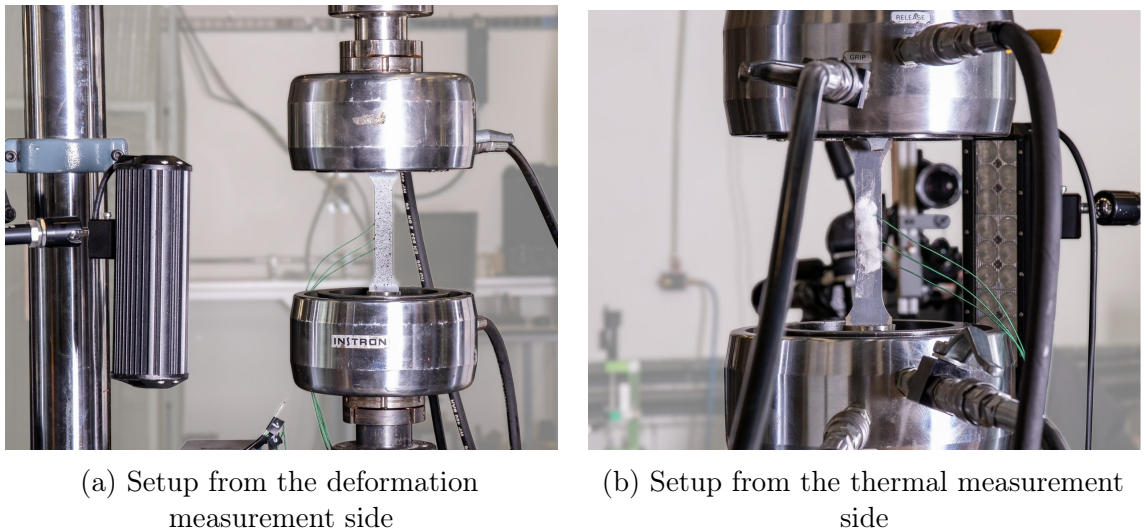 RELEASE
GRIP
INSTRON
(a) Setup from the deformation
measurement side
(b) Setup from the thermal measurement
side